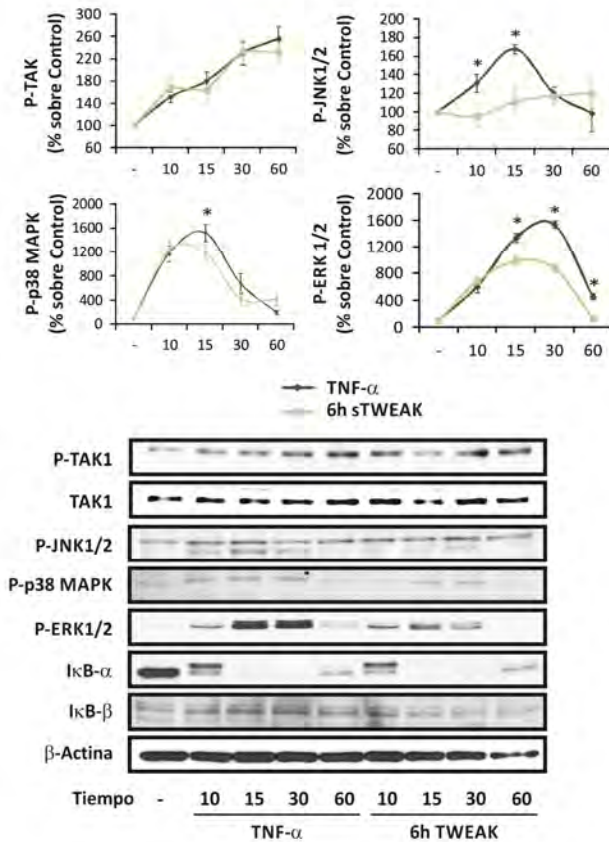 P-TAK
(% sobre Control)
260
220
180
140
100
60
- 10 15 30 60
P-JNK1/2
(% sobre Control)
200
180
160
140
120
100
80
60
* *
- 10 15 30 60
P-p38 MAPK
(% sobre Control)
2000
1600
1200
800
400
0
*
- 10 15 30 60
P-ERK 1/2
(% sobre Control)
2000
1600
1200
800
400
0
* * *
- 10 15 30 60
TNF-α
6h sTWEAK
P-TAK1
TAK1
P-JNK1/2
P-p38 MAPK
P-ERK1/2
IκB-α
IκB-β
β-Actina
Tiempo - 10 15 30 60 10 15 30 60
TNF-α 6h TWEAK